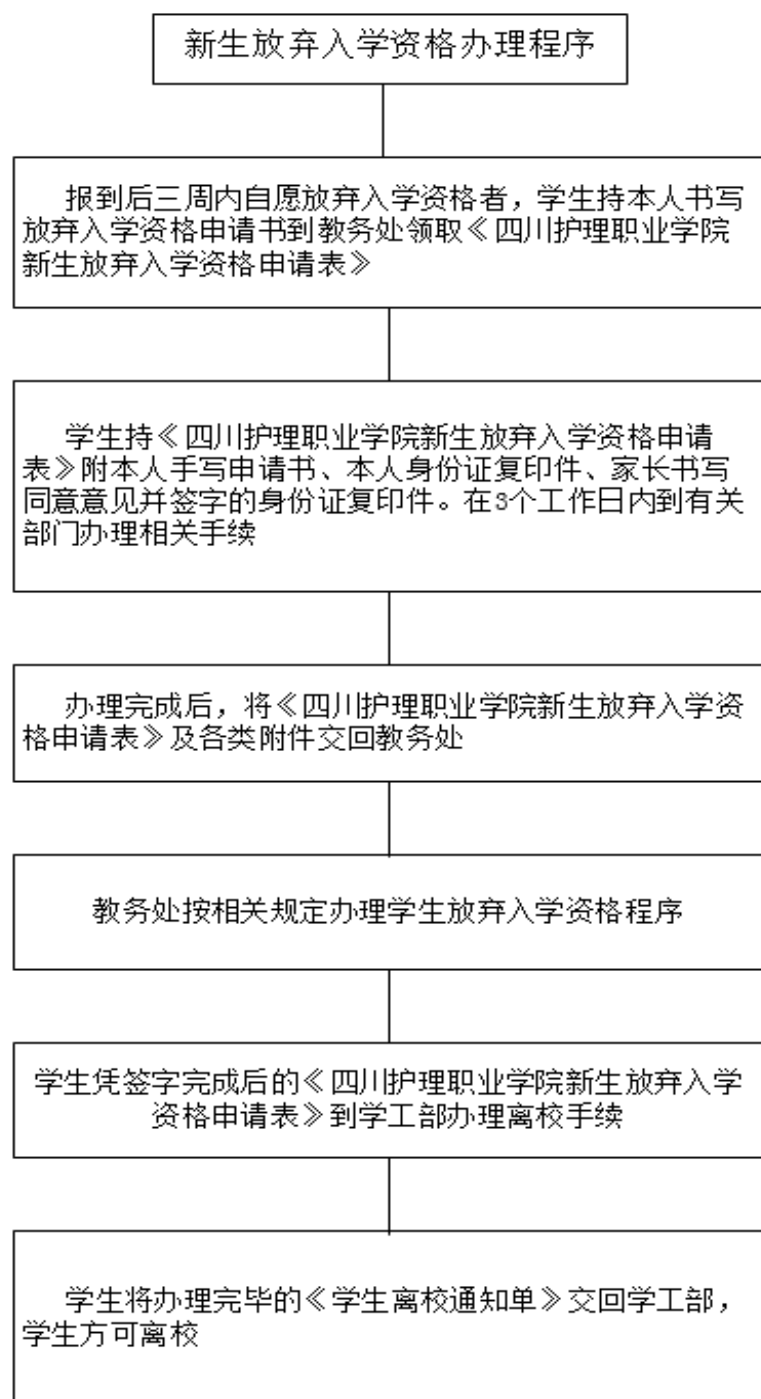 新生放弃入学资格办理程序
报到后三周内自愿放弃入学资格者，学生持本人书写
放弃入学资格申请书到教务处领取《四川护理职业学院
新生放弃入学资格申请表》
学生持《四川护理职业学院新生放弃入学资格申请
表》附本人手写申请书、本人身份证复印件、家长书写
同意意见并签字的身份证复印件。在3个工作日内到有关
部门办理相关手续
办理完成后，将《四川护理职业学院新生放弃入学资
格申请表》及各类附件交回教务处
教务处按相关规定办理学生放弃入学资格程序
学生凭签字完成后的《四川护理职业学院新生放弃入学
资格申请表》到学工部办理离校手续
学生将办理完毕的《学生离校通知单》交回学工部，
学生方可离校